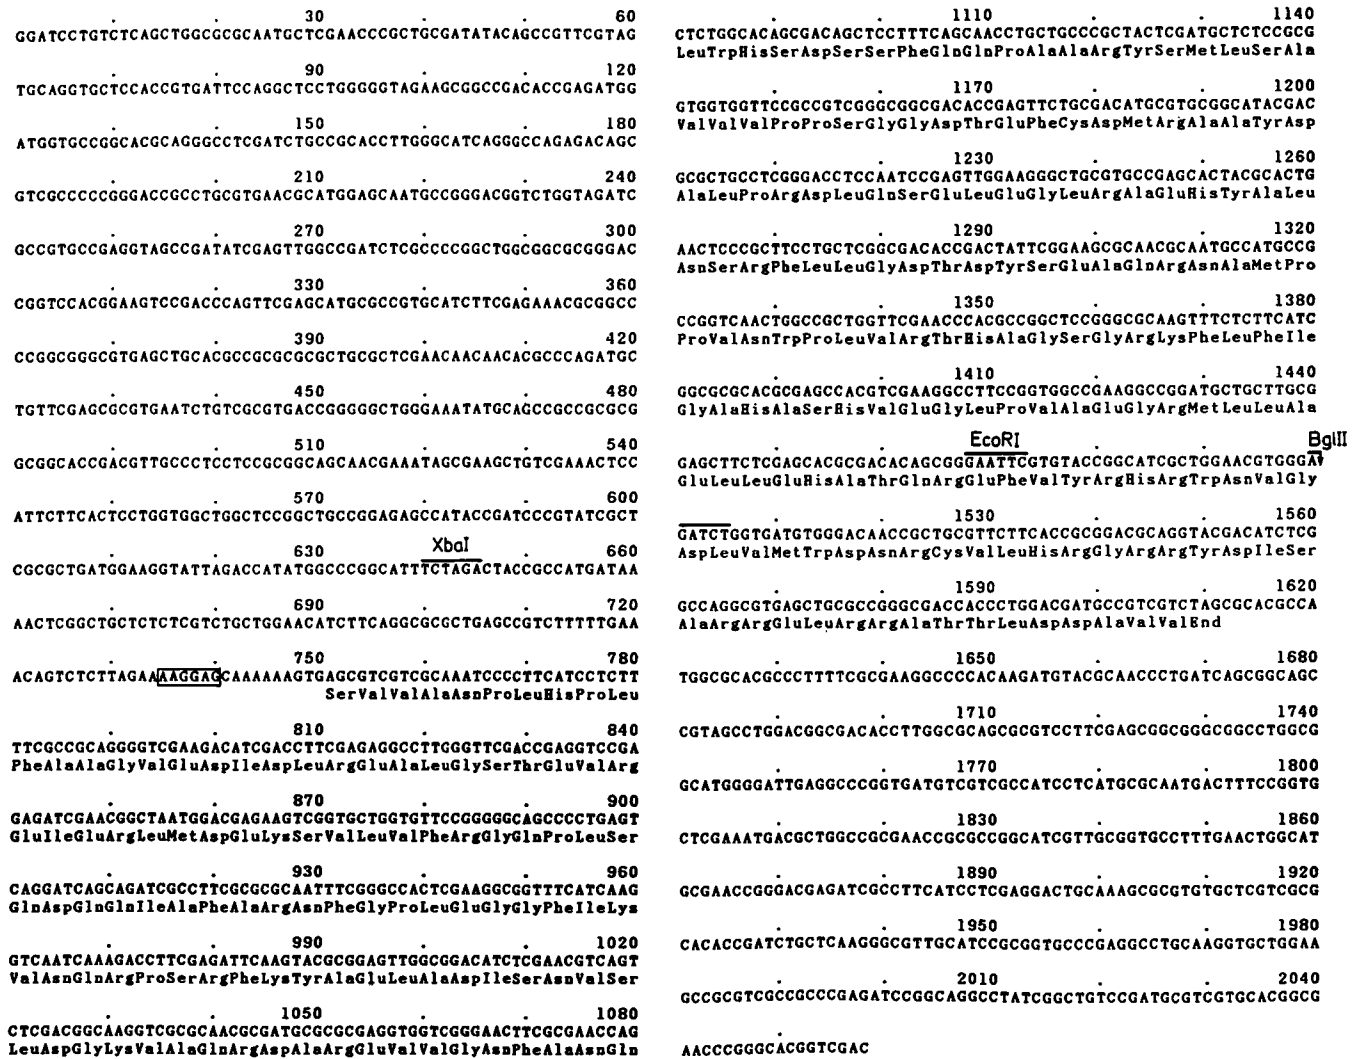 30 60
GGATCCTGTCTCAGCTGGCGCGCAATGCTCGAACCCGCTGCGATATACAGCCGTTCGTAG
90 120
TGCAGGTGCTCCACCGTGATTCCAGGCTCCTGGGGGTAGAAGCGGCCGACACCGAGATGG
150 180
ATGGTGCCGGCACGCAGGGCCTCGATCTGCCGCACCTTGGGCATCAGGGCCAGAGACAGC
210 240
GTCGCCCCCGGGACCGCCTGCGTGAACGCATGGAGCAATGCCGGGACGGTCTGGTAGATC
270 300
GCCGTGCCGAGGTAGCCGATATCGAGTTGGCCGATCTCGCCCCGGCTGGCGGCGCGGGAC
330 360
CGGTCCACGGAAGTCCGACCCAGTTCGAGCATGCGCCGTGCATCTTCGAGAAACGCGGCC
390 420
CCGGCGGGCGTGAGCTGCACGCCGCGCGCGCTGCGCTCGAACAACAACACGCCCAGATGC
450 480
TGTTCGAGCGCGTGAATCTGTCGCGTGACCGGGGGCTGGGAAATATGCAGCCGCCGCGCG
510 540
GCGGCACCGACGTTGCCCTCCTCCGCGGCAGCAACGAAATAGCGAAGCTGTCGAAACTCC
570 600
ATTCTTCACTCCTGGTGGCTGGCTCCGGCTGCCGGAGAGCCATACCGATCCCGTATCGCT
XbaI
630 660
CGCGCTGATGGAAGGTATTAGACCATATGGCCCGGCATTTCTAGACTACCGCCATGATAA
690 720
AACTCGGCTGCTCTCTCGTCTGCTGGAACATCTTCAGGCGCGCTGAGCCGTCTTTTTGAA
750 780
ACAGTCTCTTAGAAAAGGAGCAAAAAAGTGAGCGTCGTCGCAAATCCCCTTCATCCTCTT
SerValValAlaAsnProLeuHisProLeu
810 840
TTCGCCGCAGGGGTCGAAGACATCGACCTTCGAGAGGCCTTGGGTTCGACCGAGGTCCGA
PheAlaAlaGlyValGluAspIleAspLeuArgGluAlaLeuGlySerThrGluValArg
870 900
GAGATCGAACGGCTAATGGACGAGAAGTCGGTGCTGGTGTTCCGGGGGCAGCCCCTGAGT
GluIleGluArgLeuMetAspGluLysSerValLeuValPheArgGlyGlnProLeuSer
930 960
CAGGATCAGCAGATCGCCTTCGCGCGCAATTTCGGGCCACTCGAAGGCGGTTTCATCAAG
GlnAspGlnGlnIleAlaPheAlaArgAsnPheGlyProLeuGluGlyGlyPheIleLys
990 1020
GTCAATCAAAGACCTTCGAGATTCAAGTACGCGGAGTTGGCGGACATCTCGAACGTCAGT
ValAsnGlnArgProSerArgPheLysTyrAlaGluLeuAlaAspIleSerAsnValSer
1050 1080
CTCGACGGCAAGGTCGCGCAACGCGATGCGCGCGAGGTGGTCGGGAACTTCGCGAACCAG
LeuAspGlyLysValAlaGlnArgAspAlaArgGluValValGlyAsnPheAlaAsnGln
1110 1140
CTCTGGCACAGCGACAGCTCCTTTCAGCAACCTGCTGCCCGCTACTCGATGCTCTCCGCG
LeuTrpHisSerAspSerSerPheGlnGlnProAlaAlaArgTyrSerMetLeuSerAla
1170 1200
GTGGTGGTTCCGCCGTCGGGCGGCGACACCGAGTTCTGCGACATGCGTGCGGCATACGAC
ValValValProProSerGlyGlyAspThrGluPheCysAspMetArgAlaAlaTyrAsp
1230 1260
GCGCTGCCTCGGGACCTCCAATCCGAGTTGGAAGGGCTGCGTGCCGAGCACTACGCACTG
AlaLeuProArgAspLeuGlnSerGluLeuGluGlyLeuArgAlaGluHisTyrAlaLeu
1290 1320
AACTCCCGCTTCCTGCTCGGCGACACCGACTATTCGGAAGCGCAACGCAATGCCATGCCG
AsnSerArgPheLeuLeuGlyAspThrAspTyrSerGluAlaGlnArgAsnAlaMetPro
1350 1380
CCGGTCAACTGGCCGCTGGTTCGAACCCACGCCGGCTCCGGGCGCAAGTTTCTCTTCATC
ProValAsnTrpProLeuValArgThrHisAlaGlySerGlyArgLysPheLeuPheIle
1410 1440
GGCGCGCACGCGAGCCACGTCGAAGGCCTTCCGGTGGCCGAAGGCCGGATGCTGCTTGCG
GlyAlaHisAlaSerHisValGluGlyLeuProValAlaGluGlyArgMetLeuLeuAla
EcoRI BglII
GAGCTTCTCGAGCACGCGACACAGCGGGAATTCGTGTACCGGCATCGCTGGAACGTGGGA
GluLeuLeuGluHisAlaThrGlnArgGluPheValTyrArgHisArgTrpAsnValGly
1530 1560
GATCTGGTGATGTGGGACAACCGCTGCGTTCTTCACCGCGGACGCAGGTACGACATCTCG
AspLeuValMetTrpAspAsnArgCysValLeuHisArgGlyArgArgTyrAspIleSer
1590 1620
GCCAGGCGTGAGCTGCGCCGGGCGACCACCCTGGACGATGCCGTCGTCTAGCGCACGCCA
AlaArgArgGluLeuArgArgAlaThrThrLeuAspAspAlaValValEnd
1650 1680
TGGCGCACGCCCTTTTCGCGAAGGCCCCACAAGATGTACGCAACCCTGATCAGCGGCAGC
1710 1740
CGTAGCCTGGACGGCGACACCTTGGCGCAGCGCGTCCTTCGAGCGGCGGGCGGCCTGGCG
1770 1800
GCATGGGGATTGAGGCCCGGTGATGTCGTCGCCATCCTCATGCGCAATGACTTTCCGGTG
1830 1860
CTCGAAATGACGCTGGCCGCGAACCGCGCCGGCATCGTTGCGGTGCCTTTGAACTGGCAT
1890 1920
GCGAACCGGGACGAGATCGCCTTCATCCTCGAGGACTGCAAAGCGCGTGTGCTCGTCGCG
1950 1980
CACACCGATCTGCTCAAGGGCGTTGCATCCGCGGTGCCCGAGGCCTGCAAGGTGCTGGAA
2010 2040
GCCGCGTCGCCGCCCGAGATCCGGCAGGCCTATCGGCTGTCCGATGCGTCGTGCACGGCG
AACCCGGGCACGGTCGAC